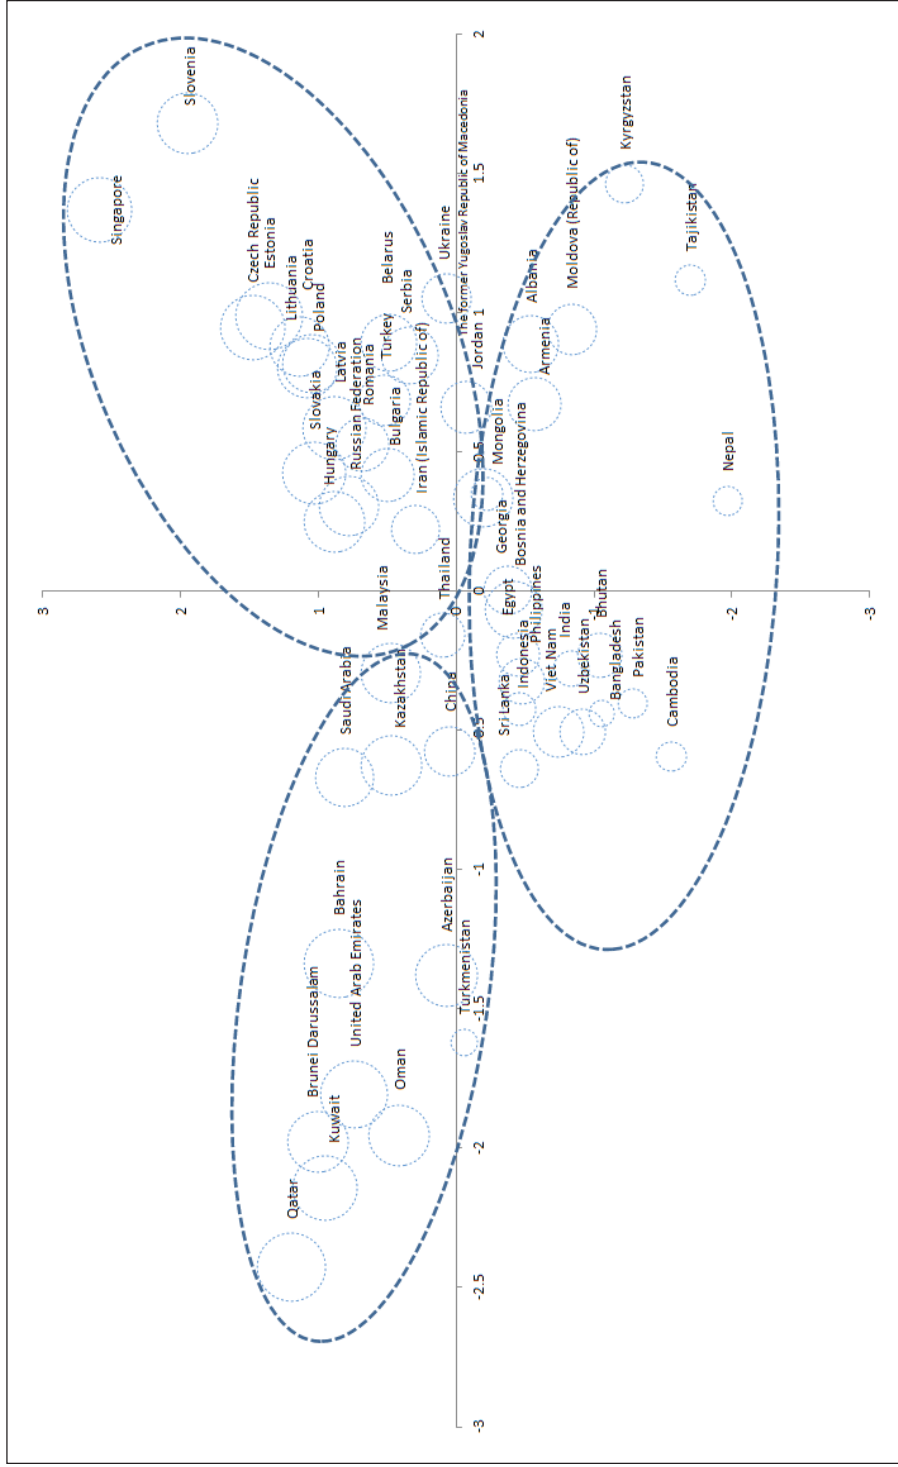 3
2
1
0
-1
-2
-3
-3
-2.5
-2
-1.5
-1
-0.5
0
0.5
1
1.5
2
Singapore
Slovenia
Czech Republic
Estonia
Lithuania
Croatia
Poland
Belarus
Serbia
Ukraine
The former Yugoslav Republic of Macedonia
Slovakia
Latvia
Turkey
Hungary
Russian Federation
Romania
Bulgaria
Iran (Islamic Republic of)
Jordan
Kyrgyzstan
Moldova (Republic of)
Tajikistan
Albania
Armenia
Mongolia
Bosnia and Herzegovina
Georgia
Nepal
Thailand
Malaysia
Egypt
Philippines
Bhutan
India
Indonesia
Viet Nam
Uzbekistan
Bangladesh
Pakistan
Sri Lanka
Cambodia
Saudi Arabia
Kazakhstan
China
Bahrain
United Arab Emirates
Azerbaijan
Turkmenistan
Brunei Darussalam
Kuwait
Oman
Qatar